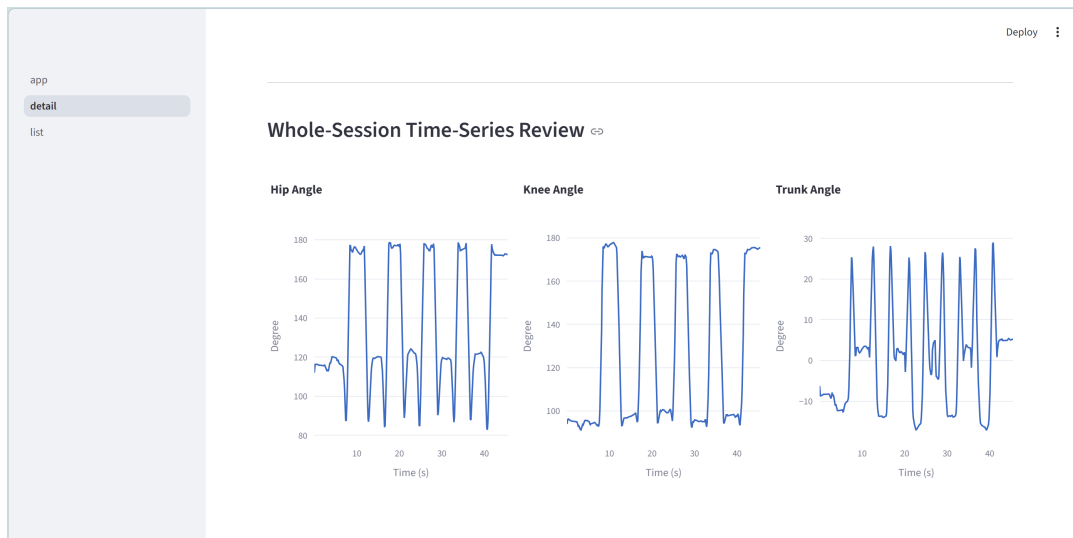 Deploy
app
detail
list
Whole-Session Time-Series Review
Hip Angle
Knee Angle
Trunk Angle
180
160
140
120
100
80
Degree
10
20
30
40
Time (s)
180
160
140
120
100
Degree
10
20
30
40
Time (s)
30
20
10
0
−10
Degree
10
20
30
40
Time (s)